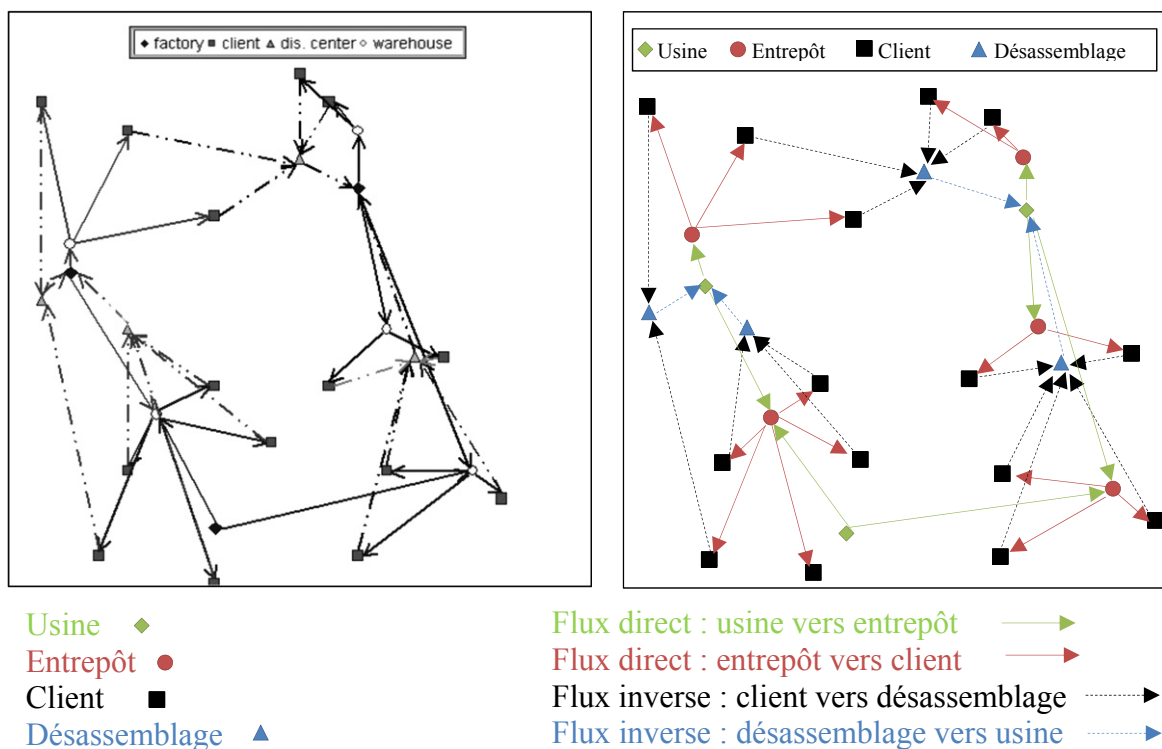 factory client dis. center warehouse
Usine Entrepôt Client Désassemblage
Usine
Entrepôt
Client
Désassemblage
Flux direct : usine vers entrepôt
Flux direct : entrepôt vers client
Flux inverse : client vers désassemblage
Flux inverse : désassemblage vers usine